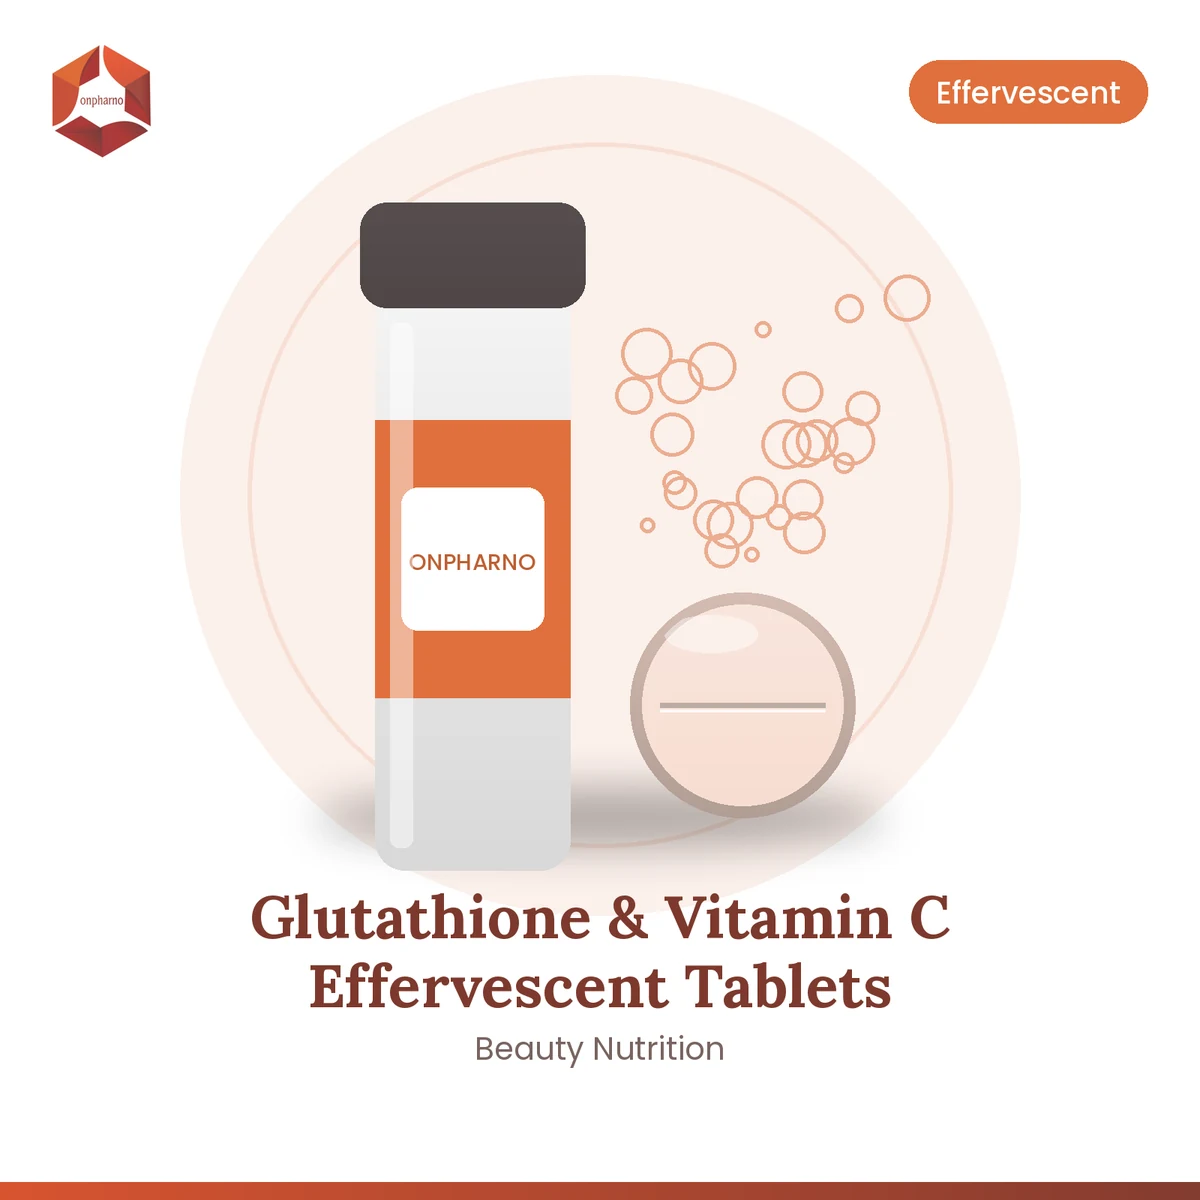 onpharno
Effervescent
ONPHARNO
Glutathione & Vitamin C
Effervescent Tablets
Beauty Nutrition